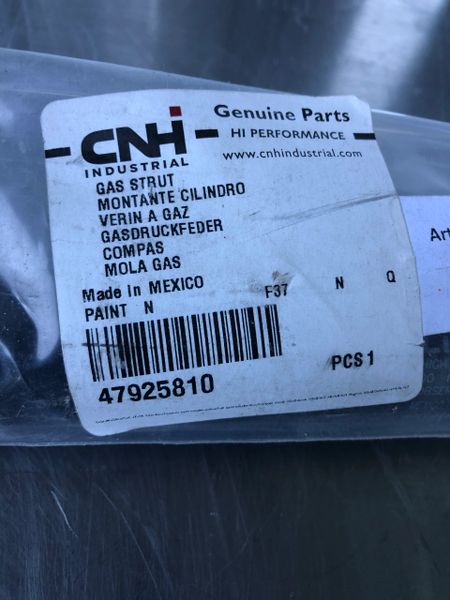 CNH
INDUSTRIAL
Genuine Parts
HI PERFORMANCE
www.cnhindustrial.com
GAS STRUT
MONTANTE CILINDRO
VERIN A GAZ
GASDRUCKFEDER
COMPAS
MOLA GAS
Made in MEXICO
PAINT N F37 N Q
PCS 1
47925810
Art